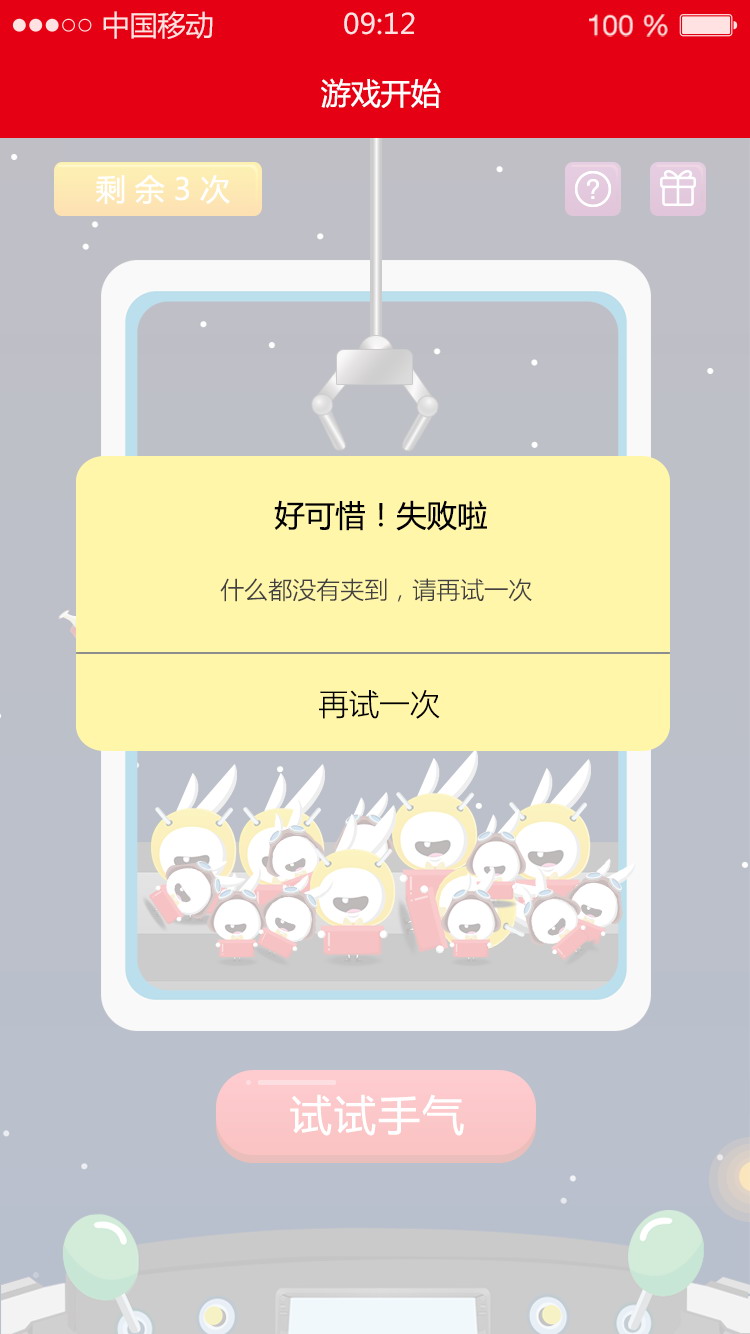 中国移动 09:12 100 %
游戏开始
剩余3次 ?
好可惜！失败啦
什么都没有夹到，请再试一次
再试一次
试试手气